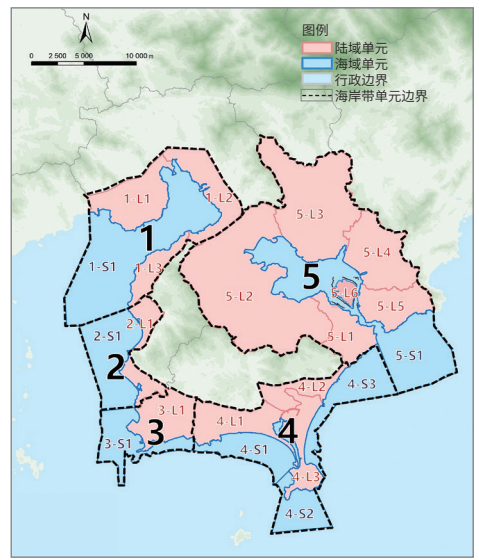 N
0 2 500 5 000 10 000 m
图例
陆域单元
海域单元
行政边界
海岸带单元边界
1-L1
1-L2
1
1-S1
1-L3
5-L3
5-L4
5
5-L6
5-L2
5-L5
5-L1
5-S1
2-L1
2-S1
2
3-L1
3
3-S1
4-L2
4-S3
4-L1
4
4-S1
4-L3
4-S2